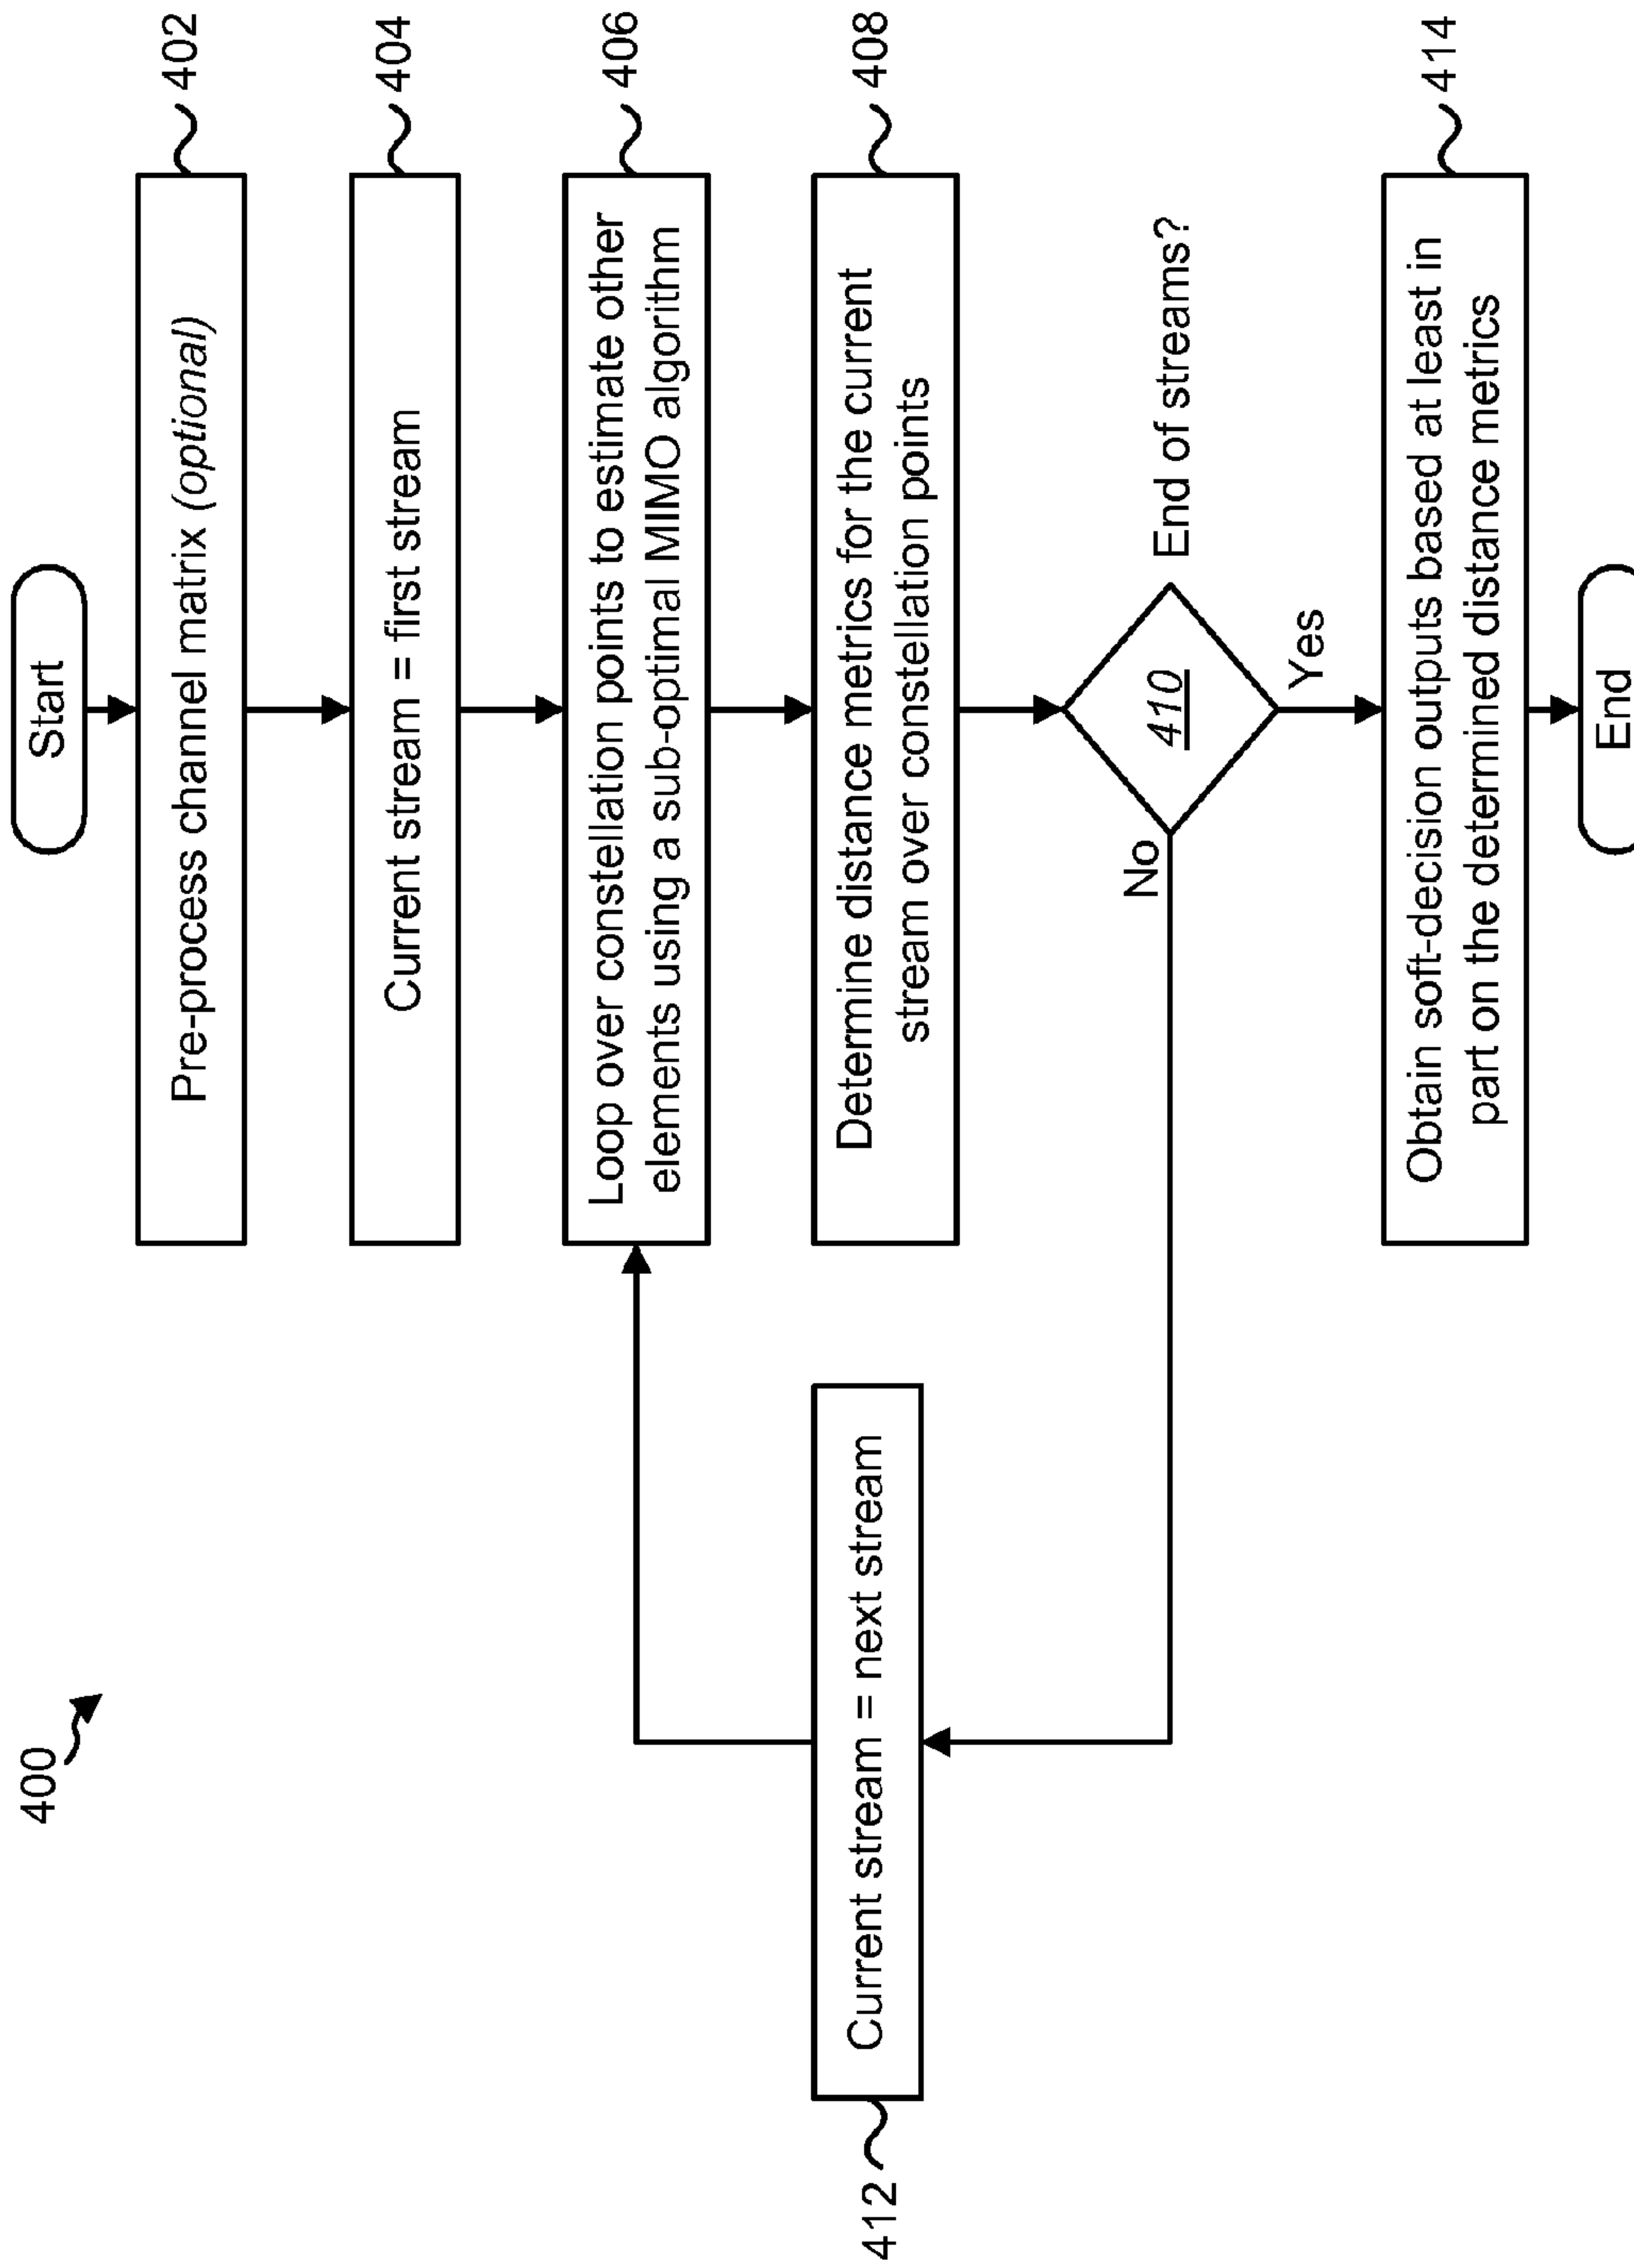 400
Start
Pre-process channel matrix (optional)
402
Current stream = first stream
404
Loop over constellation points to estimate other
elements using a sub-optimal MIMO algorithm
406
Determine distance metrics for the current
stream over constellation points
408
410
End of streams?
No
Yes
Current stream = next stream
412
Obtain soft-decision outputs based at least in
part on the determined distance metrics
414
End